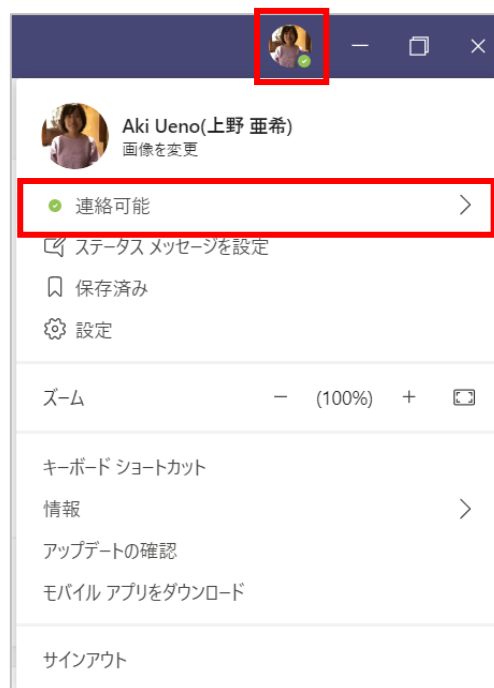 Aki Ueno(上野 亜希)
画像を変更
連絡可能
ステータス メッセージを設定
保存済み
設定
ズーム - (100%) +
キーボード ショートカット
情報
アップデートの確認
モバイル アプリをダウンロード
サインアウト